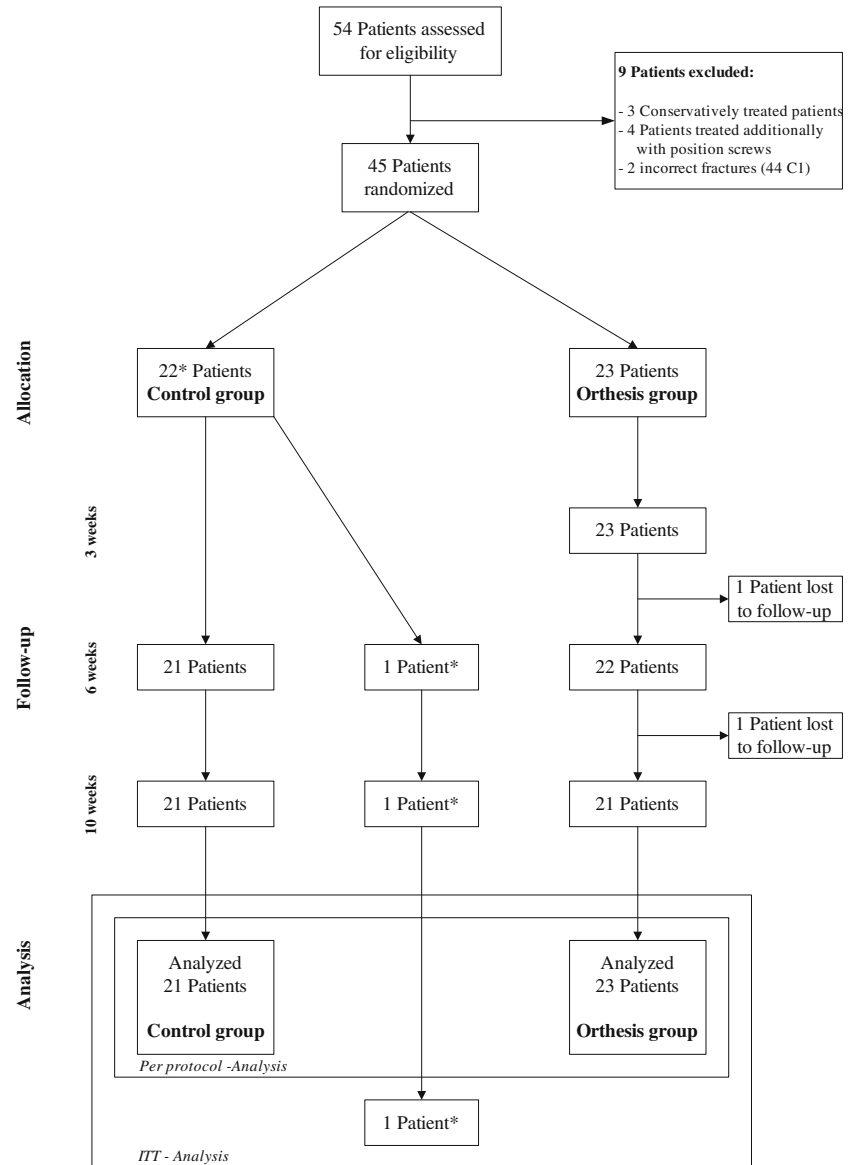 54 Patients assessed
for eligibility
9 Patients excluded:
- 3 Conservatively treated patients
- 4 Patients treated additionally
with position screws
- 2 incorrect fractures (44 C1)
45 Patients
randomized
Allocation
22* Patients
Control group
23 Patients
Orthesis group
3 weeks
23 Patients
1 Patient lost
to follow-up
Follow-up
6 weeks
21 Patients
1 Patient*
22 Patients
1 Patient lost
to follow-up
10 weeks
21 Patients
1 Patient*
21 Patients
Analysis
Analyzed
21 Patients
Control group
Analyzed
23 Patients
Orthesis group
Per protocol -Analysis
1 Patient*
ITT - Analysis